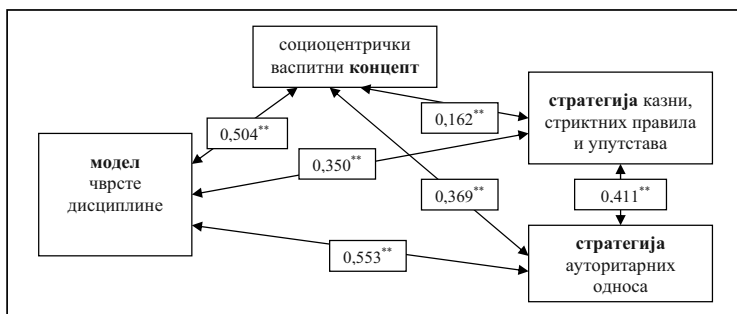 социоцентрички
васпитни концепт
стратегија казни,
стриктних правила
и упутстава
0,162**
0,504**
модел
чврсте
дисциплине
0,350**
0,369**
0,411**
0,553**
стратегија
ауторитарних
односа